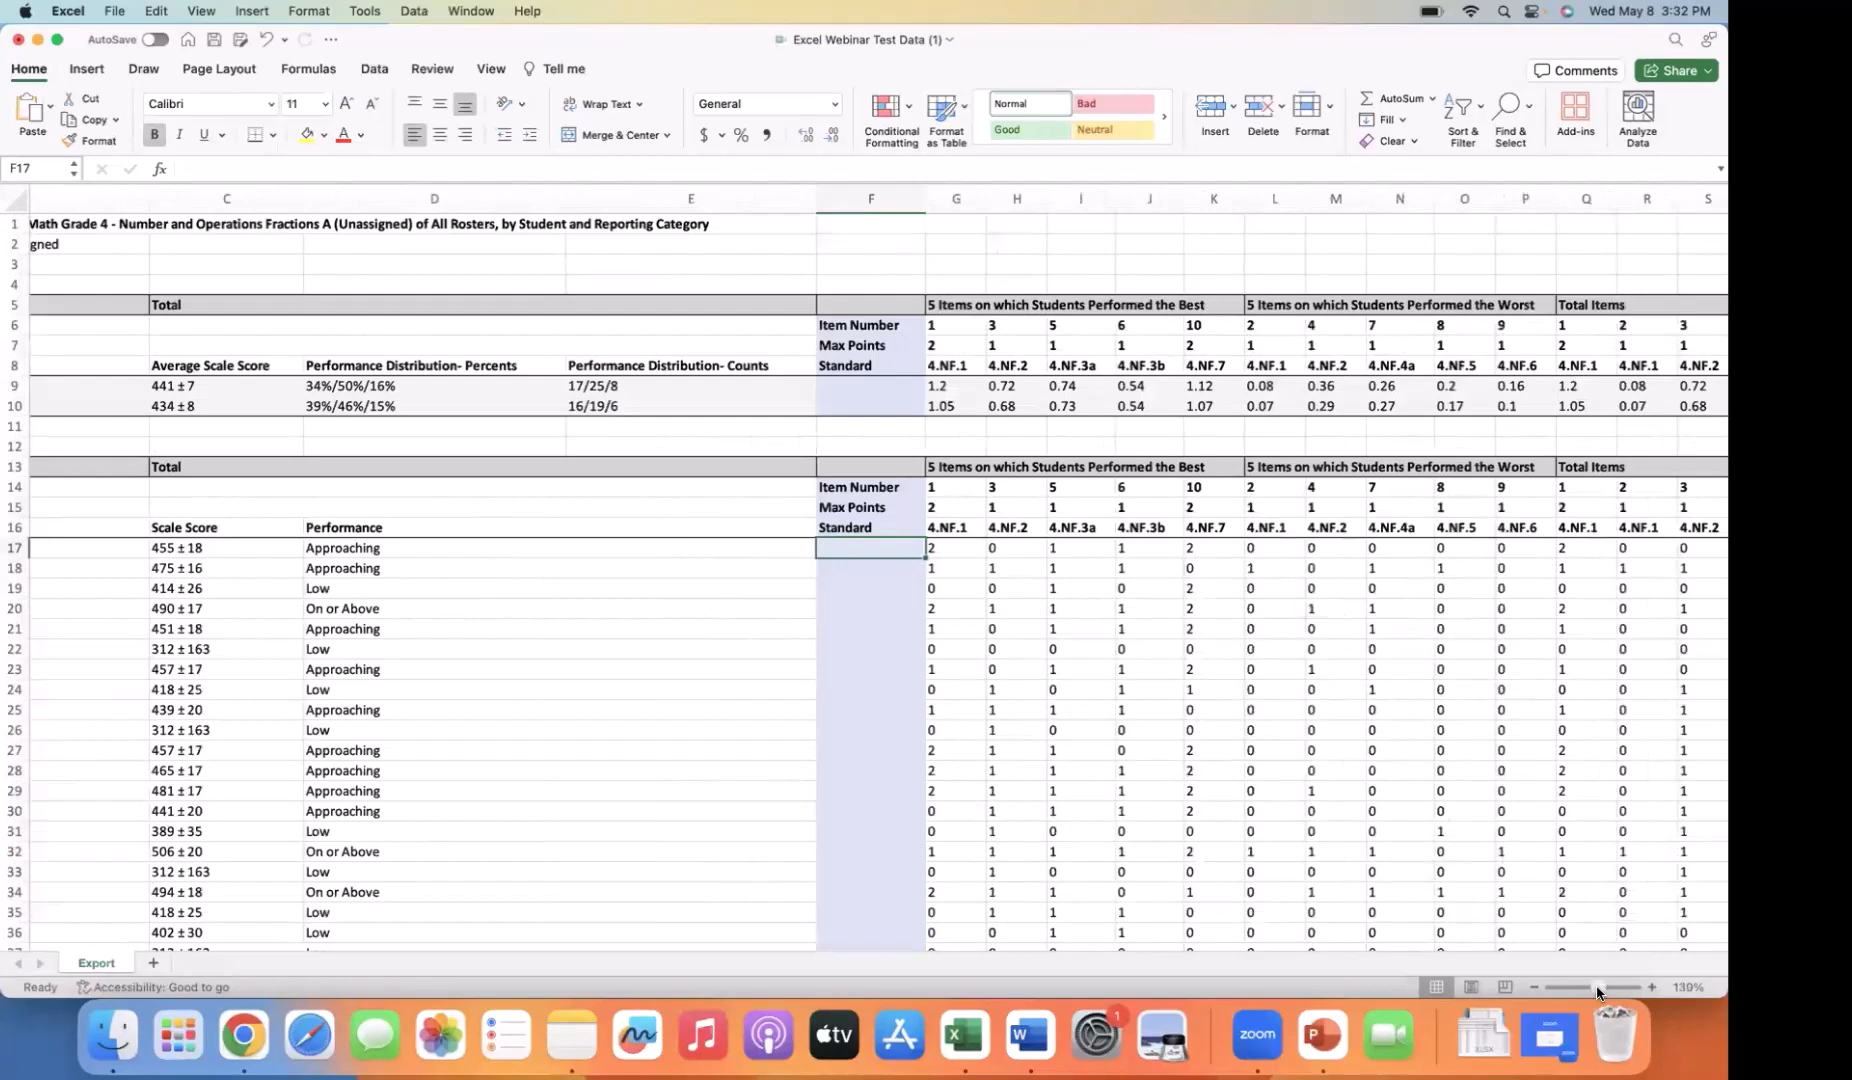 Excel File Edit View Insert Format Tools Data Window Help Wed May 8 3:32 PM
AutoSave Excel Webinar Test Data (1)
Home Insert Draw Page Layout Formulas Data Review View Tell me Comments Share
Paste Cut Copy Format Calibri 11 Wrap Text Merge & Center General Conditional Formatting Format as Table Normal Bad Good Neutral Insert Delete Format AutoSum Fill Clear Sort & Filter Find & Select Add-ins Analyze Data
F17 fx
C D E F G H I J K L M N O P Q R S
1 Math Grade 4 - Number and Operations Fractions A (Unassigned) of All Rosters, by Student and Reporting Category
2 gned
3
4
5 Total 5 Items on which Students Performed the Best 5 Items on which Students Performed the Worst Total Items
6 Item Number 1 3 5 6 10 2 4 7 8 9 1 2 3
7 Max Points 2 1 1 1 2 1 1 1 1 1 2 1 1
8 Average Scale Score Performance Distribution- Percents Performance Distribution- Counts Standard 4.NF.1 4.NF.2 4.NF.3a 4.NF.3b 4.NF.7 4.NF.1 4.NF.2 4.NF.4a 4.NF.5 4.NF.6 4.NF.1 4.NF.1 4.NF.2
9 441 ± 7 34%/50%/16% 17/25/8 1.2 0.72 0.74 0.54 1.12 0.08 0.36 0.26 0.2 0.16 1.2 0.08 0.72
10 434 ± 8 39%/46%/15% 16/19/6 1.05 0.68 0.73 0.54 1.07 0.07 0.29 0.27 0.17 0.1 1.05 0.07 0.68
11
12
13 Total 5 Items on which Students Performed the Best 5 Items on which Students Performed the Worst Total Items
14 Item Number 1 3 5 6 10 2 4 7 8 9 1 2 3
15 Max Points 2 1 1 1 2 1 1 1 1 1 2 1 1
16 Scale Score Performance Standard 4.NF.1 4.NF.2 4.NF.3a 4.NF.3b 4.NF.7 4.NF.1 4.NF.2 4.NF.4a 4.NF.5 4.NF.6 4.NF.1 4.NF.1 4.NF.2
17 455 ± 18 Approaching 2 0 1 1 2 0 0 0 0 0 2 0 0
18 475 ± 16 Approaching 1 1 1 1 0 1 0 1 1 0 1 1 1
19 414 ± 26 Low 0 0 1 0 2 0 0 0 0 0 0 0 0
20 490 ± 17 On or Above 2 1 1 1 2 0 1 1 0 0 2 0 1
21 451 ± 18 Approaching 1 0 1 1 2 0 0 1 0 0 1 0 0
22 312 ± 163 Low 0 0 0 0 0 0 0 0 0 0 0 0 0
23 457 ± 17 Approaching 1 0 1 1 2 0 1 0 0 0 1 0 0
24 418 ± 25 Low 0 1 0 1 1 0 0 1 0 0 0 0 1
25 439 ± 20 Approaching 1 1 1 1 0 0 0 0 0 0 1 0 1
26 312 ± 163 Low 0 1 0 0 0 0 0 0 0 0 0 0 1
27 457 ± 17 Approaching 2 1 1 0 2 0 0 0 0 0 2 0 1
28 465 ± 17 Approaching 2 1 1 1 2 0 0 0 0 0 2 0 1
29 481 ± 17 Approaching 2 1 1 1 2 0 1 0 0 0 2 0 1
30 441 ± 20 Approaching 0 1 1 1 2 0 0 0 0 0 0 0 1
31 389 ± 35 Low 0 1 0 0 0 0 0 0 1 0 0 0 1
32 506 ± 20 On or Above 1 1 1 1 2 1 1 1 0 1 1 1 1
33 312 ± 163 Low 0 1 0 0 0 0 0 0 0 0 0 0 1
34 494 ± 18 On or Above 2 1 1 0 1 0 1 1 1 1 2 0 1
35 418 ± 25 Low 0 1 1 1 0 0 0 0 0 0 0 0 1
36 402 ± 30 Low 0 0 1 1 0 0 0 0 0 0 0 0 0
Export
Ready Accessibility: Good to go 139%
tv X W 1 zoom P XLSX